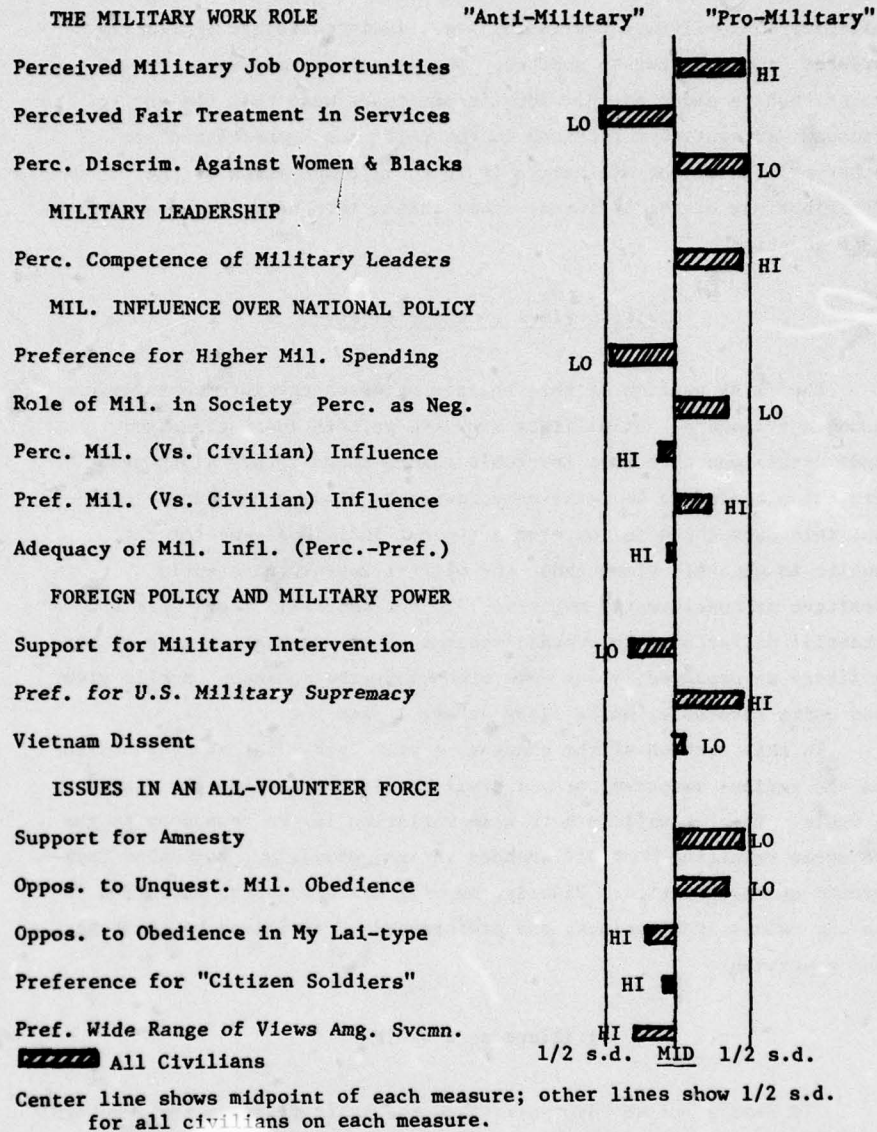 THE MILITARY WORK ROLE "Anti-Military" "Pro-Military"
Perceived Military Job Opportunities HI
Perceived Fair Treatment in Services LO
Perc. Discrim. Against Women & Blacks LO
MILITARY LEADERSHIP
Perc. Competence of Military Leaders HI
MIL. INFLUENCE OVER NATIONAL POLICY
Preference for Higher Mil. Spending LO
Role of Mil. in Society Perc. as Neg. LO
Perc. Mil. (Vs. Civilian) Influence HI
Pref. Mil. (Vs. Civilian) Influence HI
Adequacy of Mil. Infl. (Perc.-Pref.) HI
FOREIGN POLICY AND MILITARY POWER
Support for Military Intervention LO
Pref. for U.S. Military Supremacy HI
Vietnam Dissent LO
ISSUES IN AN ALL-VOLUNTEER FORCE
Support for Amnesty LO
Oppos. to Unquest. Mil. Obedience LO
Oppos. to Obedience in My Lai-type HI
Preference for "Citizen Soldiers" HI
Pref. Wide Range of Views Amg. Svcmn. HI
All Civilians 1/2 s.d. MID 1/2 s.d.
Center line shows midpoint of each measure; other lines show 1/2 s.d.
for all civilians on each measure.